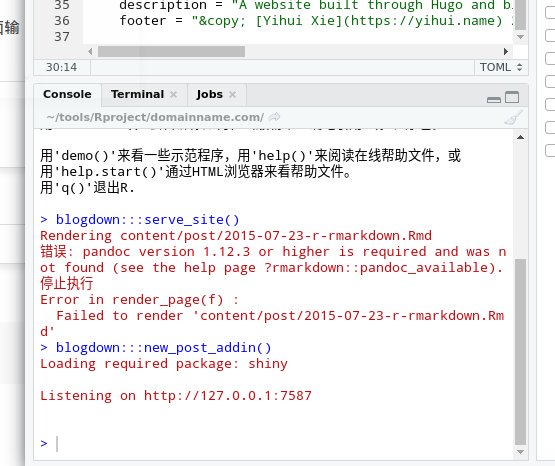 面输
35 description = "A website built through Hugo and b
36 footer = "&copy; [Yihui Xie](https://yihui.name)
37
30:14 TOML
Console Terminal Jobs
~/tools/Rproject/domainname.com/
用'demo()'来看一些示范程序，用'help()'来阅读在线帮助文件，或
用'help.start()'通过HTML浏览器来看帮助文件。
用'q()'退出R.
> blogdown:::serve_site()
Rendering content/post/2015-07-23-r-rmarkdown.Rmd
错误: pandoc version 1.12.3 or higher is required and was n
ot found (see the help page ?rmarkdown::pandoc_available).
停止执行
Error in render_page(f) :
Failed to render 'content/post/2015-07-23-r-rmarkdown.Rm
d'
> blogdown:::new_post_addin()
Loading required package: shiny
Listening on http://127.0.0.1:7587
>